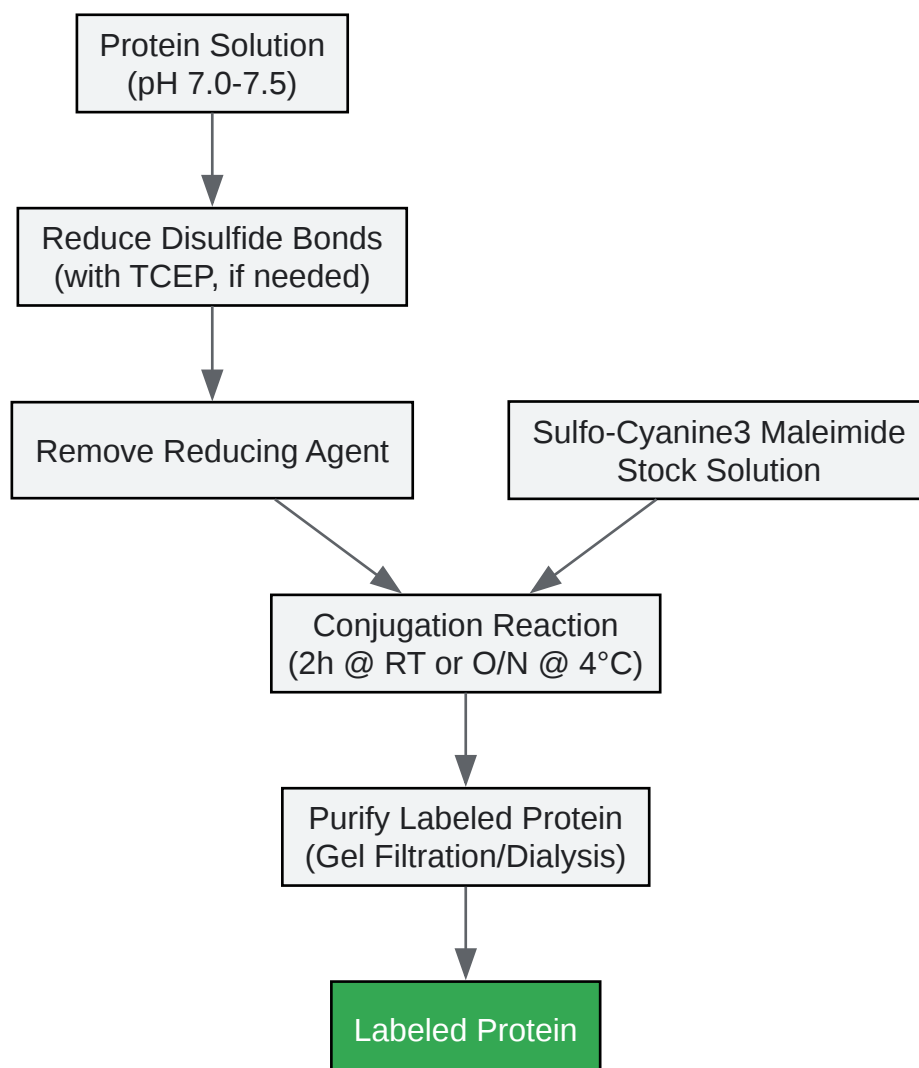 Protein Solution
(pH 7.0-7.5)
Reduce Disulfide Bonds
(with TCEP, if needed)
Remove Reducing Agent
Sulfo-Cyanine3 Maleimide
Stock Solution
Conjugation Reaction
(2h @ RT or O/N @ 4°C)
Purify Labeled Protein
(Gel Filtration/Dialysis)
Labeled Protein